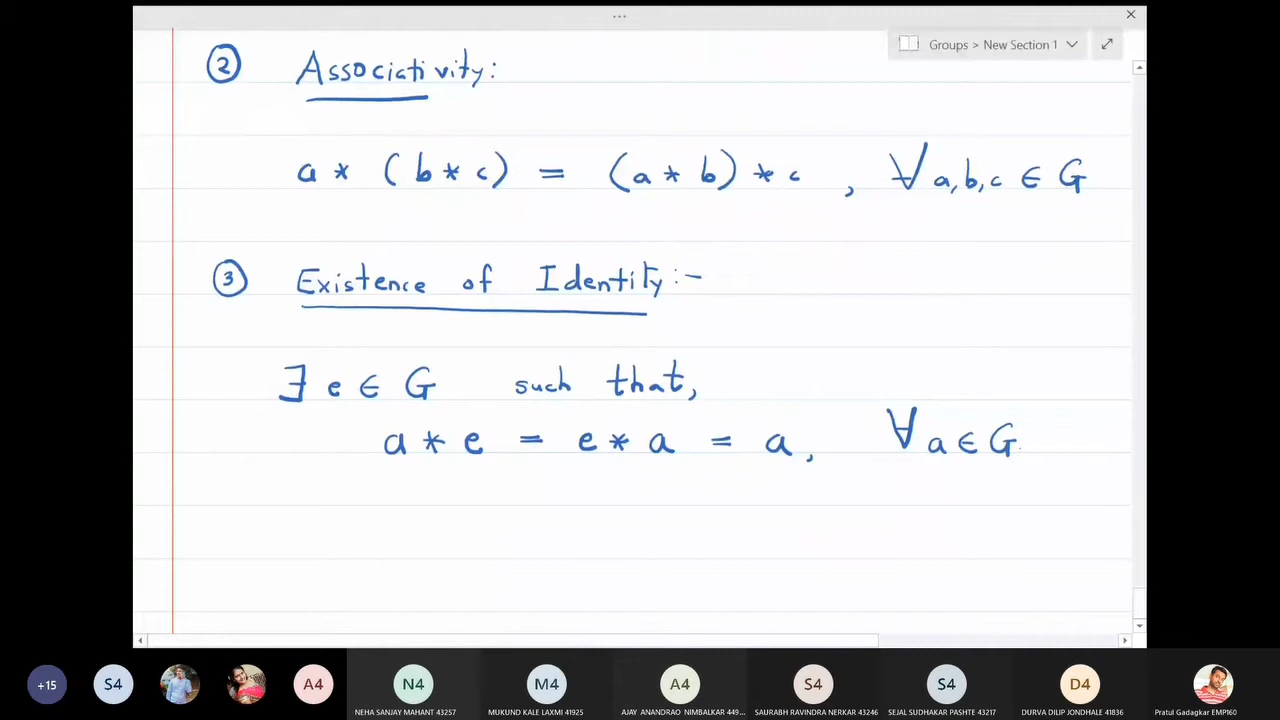 Groups > New Section 1
② Associativity:
a * (b * c) = (a * b) * c , ∀ a, b, c ∈ G
③ Existence of Identity :-
∃ e ∈ G such that,
a * e = e * a = a, ∀ a ∈ G
+15 S4 A4 N4 M4 A4 S4 S4 D4
NEHA SANJAY MAHANT 43257 MUKUND KALE LAXMI 41925 AJAY ANANDRAO NIMBALKAR 449... SAURABH RAVINDRA NERKAR 43246 SEJAL SUDHAKAR PASHTE 43217 DURVA DILIP JONDHALE 41836 Pratul Gadagkar EMP160